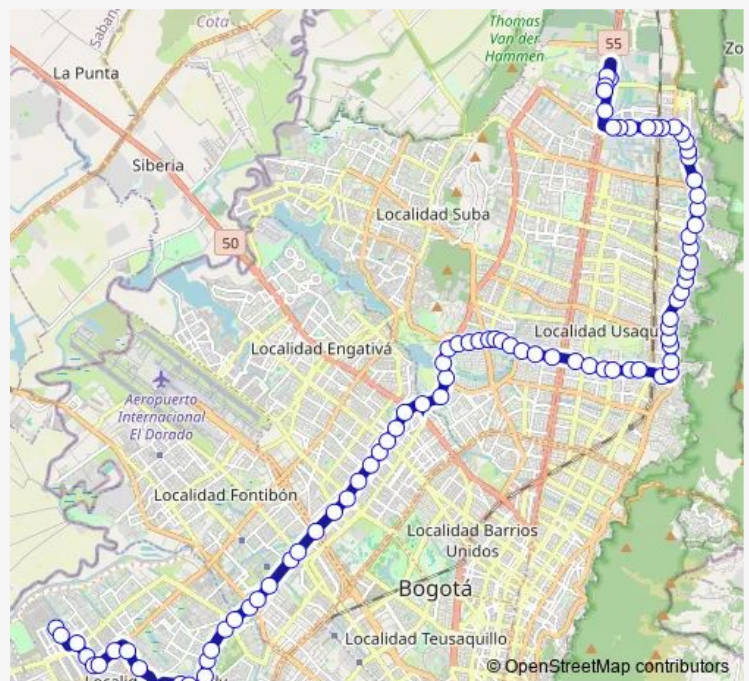 Cota
Saban
Thomas
Van der
Hammen
55
Zo
La Punta
Siberia
Localidad Suba
50
Localidad Usaqu
Localidad Engativá
Aeropuerto
Internacional
El Dorado
Localidad Fontibón
Localidad Barrios
Unidos
Bogotá
Localidad Teusaquillo
© OpenStreetMap contributors